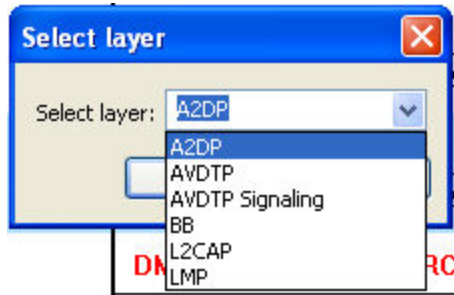 Select layer
Select layer: A2DP
A2DP
AVDTP
AVDTP Signaling
BB
L2CAP
LMP